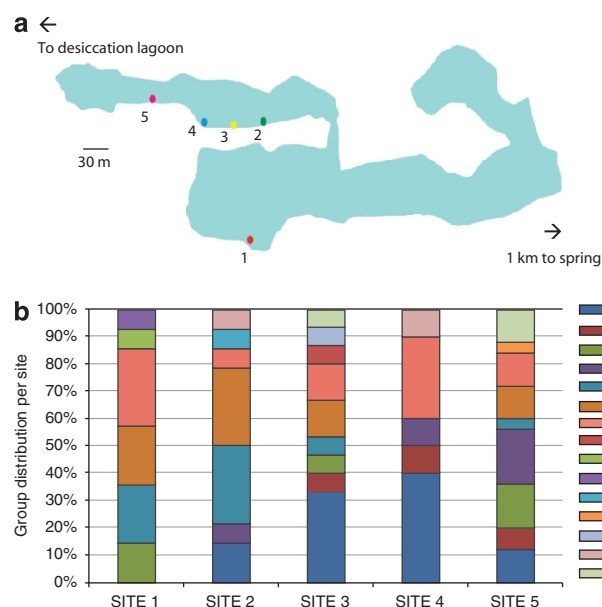 a
←
To desiccation lagoon
5
4
3
2
30 m
1
→
1 km to spring
b
Group distribution per site
100%
90%
80%
70%
60%
50%
40%
30%
20%
10%
0%
SITE 1 SITE 2 SITE 3 SITE 4 SITE 5